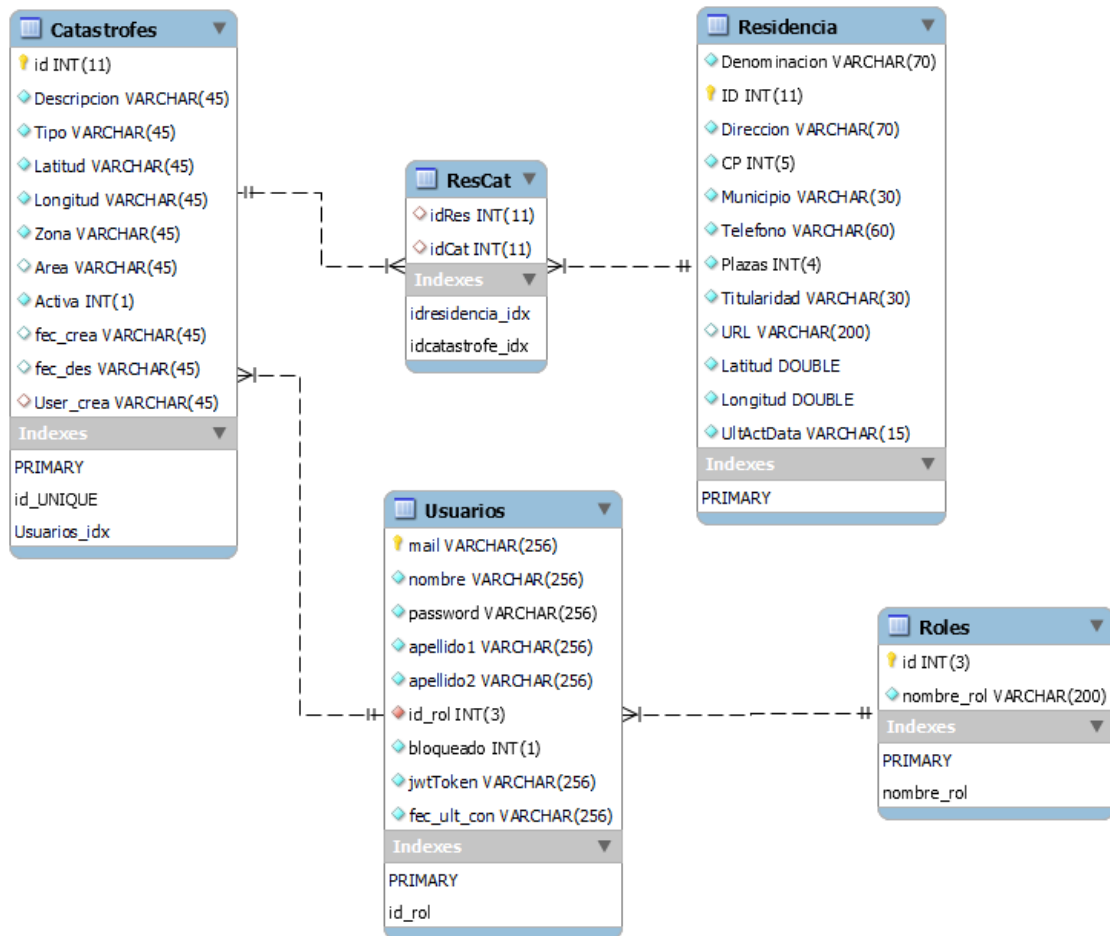 Catastrofes
id INT(11)
Descripcion VARCHAR(45)
Tipo VARCHAR(45)
Latitud VARCHAR(45)
Longitud VARCHAR(45)
Zona VARCHAR(45)
Area VARCHAR(45)
Activa INT(1)
fec_crea VARCHAR(45)
fec_des VARCHAR(45)
User_crea VARCHAR(45)
Indexes
PRIMARY
id_UNIQUE
Usuarios_idx
ResCat
idRes INT(11)
idCat INT(11)
Indexes
idresidencia_idx
idcatastrofe_idx
Residencia
Denominacion VARCHAR(70)
ID INT(11)
Direccion VARCHAR(70)
CP INT(5)
Municipio VARCHAR(30)
Telefono VARCHAR(60)
Plazas INT(4)
Titularidad VARCHAR(30)
URL VARCHAR(200)
Latitud DOUBLE
Longitud DOUBLE
UltActData VARCHAR(15)
Indexes
PRIMARY
Usuarios
mail VARCHAR(256)
nombre VARCHAR(256)
password VARCHAR(256)
apellido1 VARCHAR(256)
apellido2 VARCHAR(256)
id_rol INT(3)
bloqueado INT(1)
jwtToken VARCHAR(256)
fec_ult_con VARCHAR(256)
Indexes
PRIMARY
id_rol
Roles
id INT(3)
nombre_rol VARCHAR(200)
Indexes
PRIMARY
nombre_rol